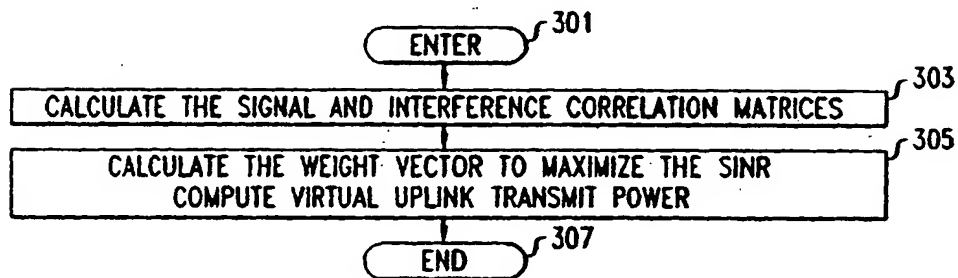 ENTER
301
CALCULATE THE SIGNAL AND INTERFERENCE CORRELATION MATRICES
303
CALCULATE THE WEIGHT VECTOR TO MAXIMIZE THE SINR
COMPUTE VIRTUAL UPLINK TRANSMIT POWER
305
END
307